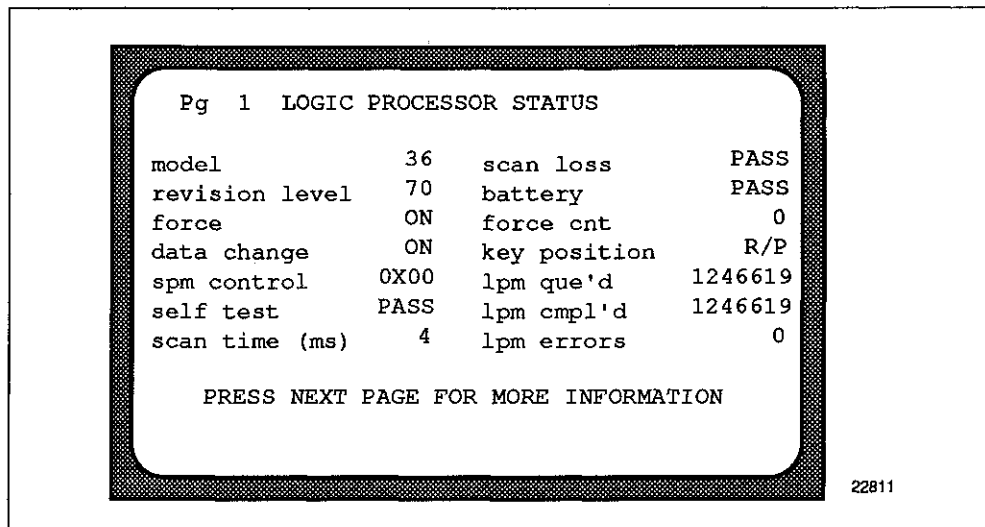 Pg 1 LOGIC PROCESSOR STATUS
model 36 scan loss PASS
revision level 70 battery PASS
force ON force cnt 0
data change ON key position R/P
spm control 0X00 lpm que'd 1246619
self test PASS lpm cmpl'd 1246619
scan time (ms) 4 lpm errors 0
PRESS NEXT PAGE FOR MORE INFORMATION
22811